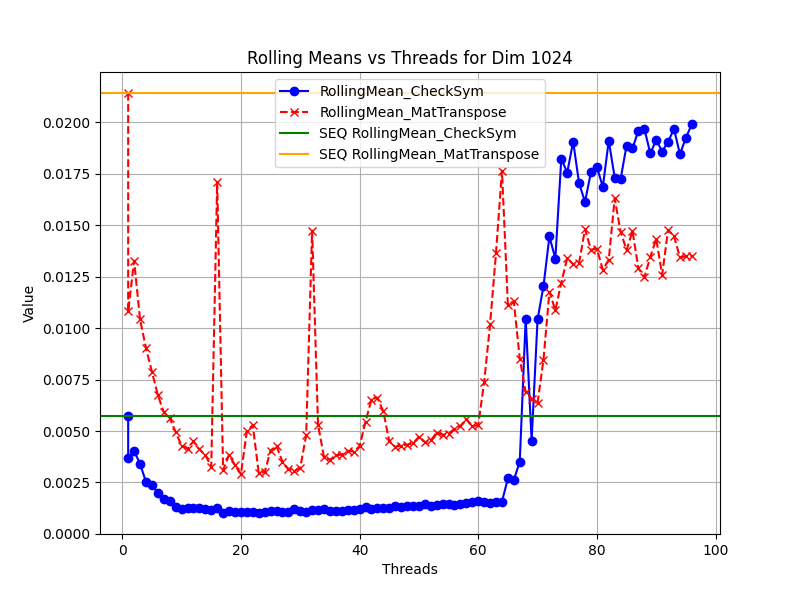 Rolling Means vs Threads for Dim 1024
RollingMean_CheckSym
RollingMean_MatTranspose
SEQ RollingMean_CheckSym
SEQ RollingMean_MatTranspose
Value
0.0200
0.0175
0.0150
0.0125
0.0100
0.0075
0.0050
0.0025
0.0000
0 20 40 60 80 100
Threads